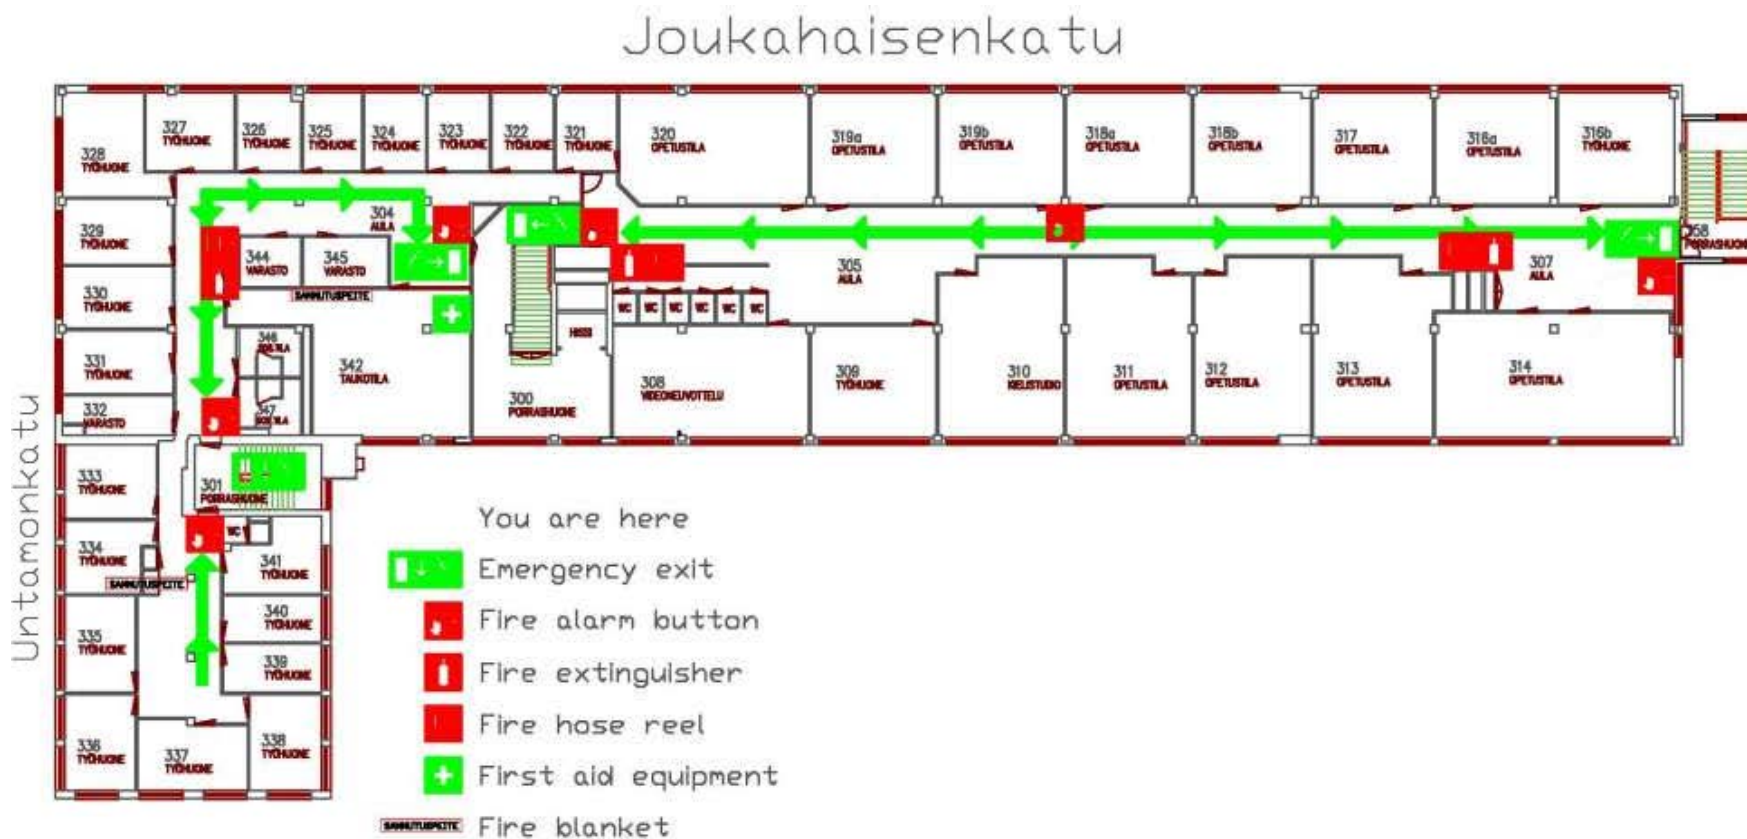 Joukahaisenkatu
327
TYÖHUONE
326
TYÖHUONE
325
TYÖHUONE
324
TYÖHUONE
323
TYÖHUONE
322
TYÖHUONE
321
TYÖHUONE
320
OPETUSTILA
319a
OPETUSTILA
319b
OPETUSTILA
318a
OPETUSTILA
318b
OPETUSTILA
317
OPETUSTILA
316a
OPETUSTILA
316b
TYÖHUONE
328
TYÖHUONE
329
TYÖHUONE
304
AULA
344
VARASTO
345
VARASTO
SAMMUTUSPEITE
305
AULA
307
AULA
358
PORRASHUONE
330
TYÖHUONE
WC
WC
WC
WC
WC
WC
HISSI
346
331
TYÖHUONE
342
TAUKOTILA
308
VIDEONEUVOTTELU
309
TYÖHUONE
310
KIELISTUDIO
311
OPETUSTILA
312
OPETUSTILA
313
OPETUSTILA
314
OPETUSTILA
332
VARASTO
347
300
PORRASHUONE
Untamonkatu
333
TYÖHUONE
301
PORRASHUONE
334
TYÖHUONE
WC
SAMMUTUSPEITE
341
TYÖHUONE
335
TYÖHUONE
340
TYÖHUONE
339
TYÖHUONE
336
TYÖHUONE
337
TYÖHUONE
338
TYÖHUONE
You are here
Emergency exit
Fire alarm button
Fire extinguisher
Fire hose reel
First aid equipment
SAMMUTUSPEITE Fire blanket